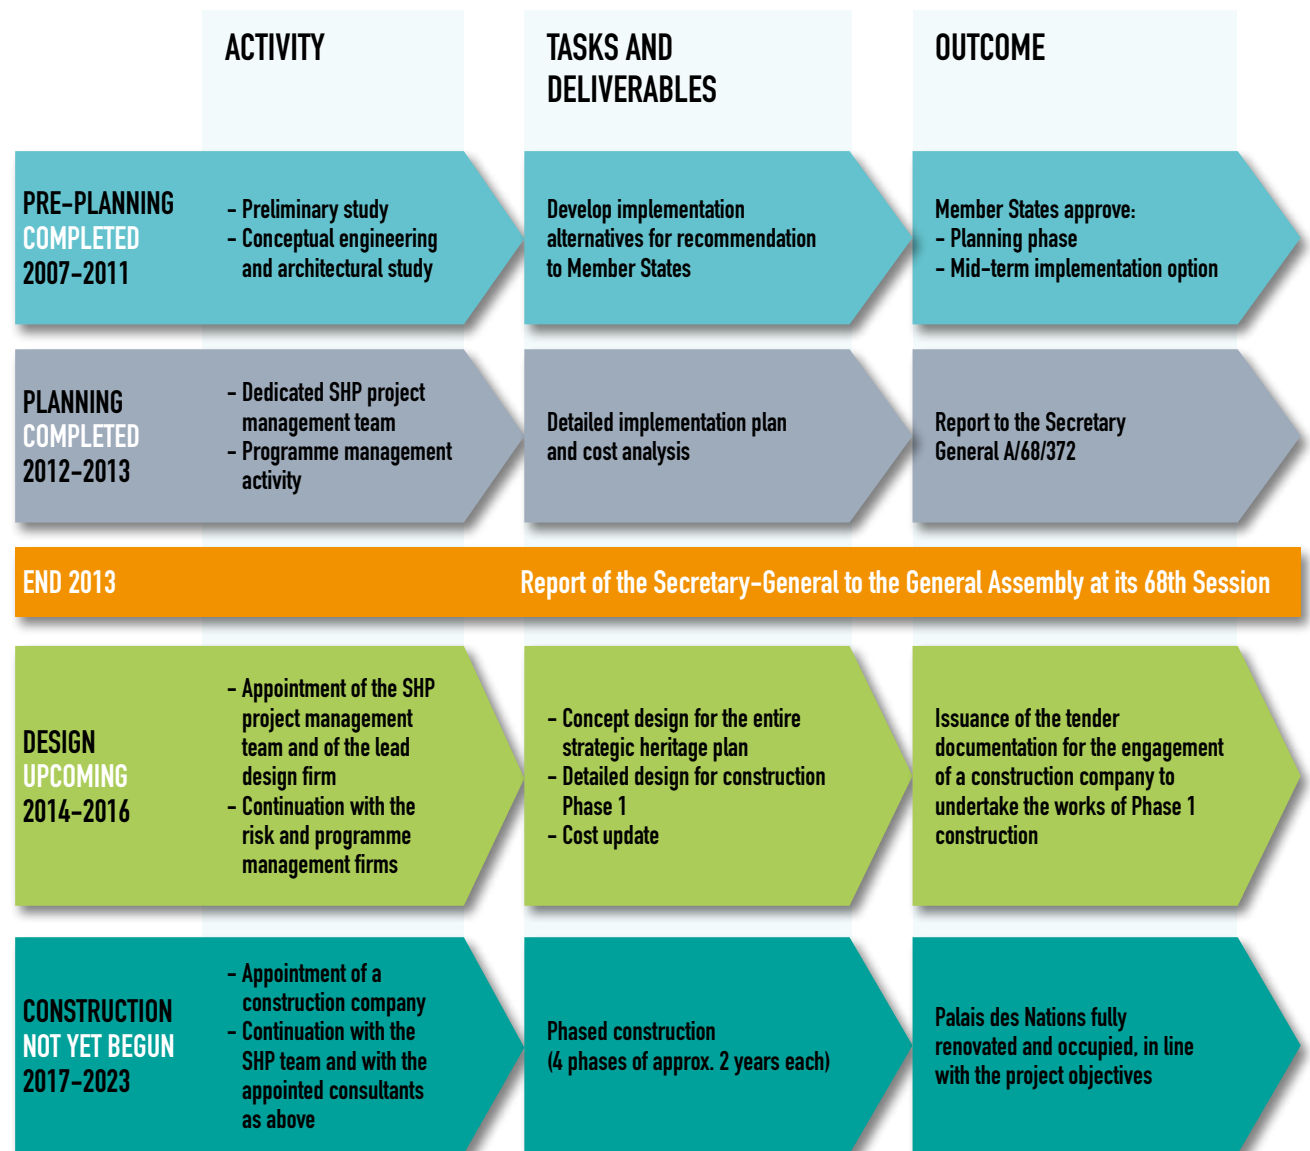 ACTIVITY
TASKS AND
DELIVERABLES
OUTCOME
PRE-PLANNING
COMPLETED
2007-2011
- Preliminary study
- Conceptual engineering
and architectural study
Develop implementation
alternatives for recommendation
to Member States
Member States approve:
- Planning phase
- Mid-term implementation option
PLANNING
COMPLETED
2012-2013
- Dedicated SHP project
management team
- Programme management
activity
Detailed implementation plan
and cost analysis
Report to the Secretary
General A/68/372
END 2013
Report of the Secretary-General to the General Assembly at its 68th Session
DESIGN
UPCOMING
2014-2016
- Appointment of the SHP
project management
team and of the lead
design firm
- Continuation with the
risk and programme
management firms
- Concept design for the entire
strategic heritage plan
- Detailed design for construction
Phase 1
- Cost update
Issuance of the tender
documentation for the engagement
of a construction company to
undertake the works of Phase 1
construction
CONSTRUCTION
NOT YET BEGUN
2017-2023
- Appointment of a
construction company
- Continuation with the
SHP team and with the
appointed consultants
as above
Phased construction
(4 phases of approx. 2 years each)
Palais des Nations fully
renovated and occupied, in line
with the project objectives